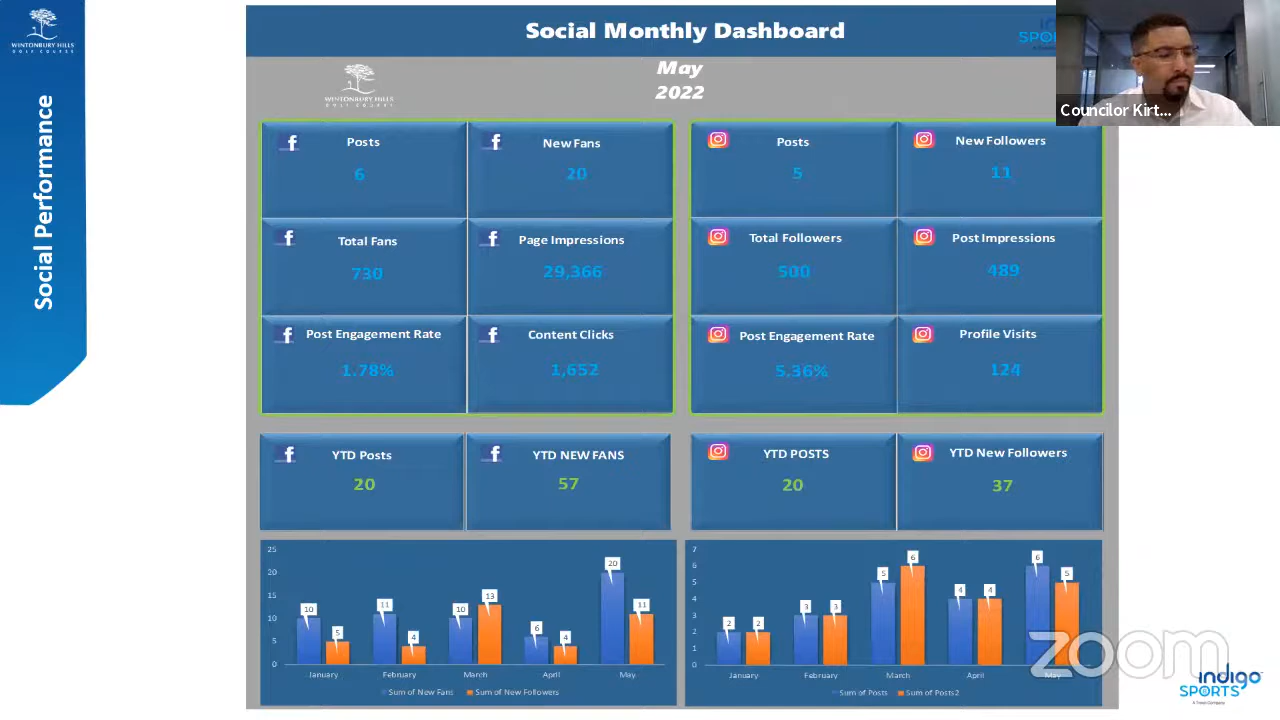 WINTONBURY HILLS
GOLF COURSE
Social Performance
Social Monthly Dashboard
SPO
Councilor Kirt...
WINTONBURY HILLS
GOLF COURSE
May
2022
Posts
6
New Fans
20
Posts
5
New Followers
11
Total Fans
730
Page Impressions
29,366
Total Followers
500
Post Impressions
489
Post Engagement Rate
1.78%
Content Clicks
1,652
Post Engagement Rate
5.36%
Profile Visits
124
YTD Posts
20
YTD NEW FANS
57
YTD POSTS
20
YTD New Followers
37
25
20
15
10
5
0
10
5
11
4
10
13
6
4
20
11
January
February
March
April
May
Sum of New Fans
Sum of New Followers
7
6
5
4
3
2
1
0
2
2
3
3
5
6
4
4
6
5
January
February
March
April
May
Sum of Posts
Sum of Posts2
zoom
indigo
SPORTS
A Troon Company